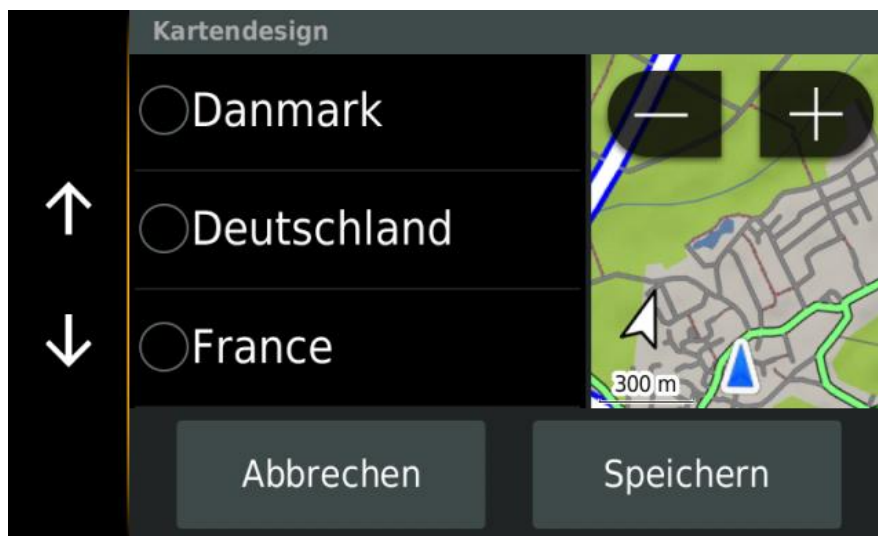 Kartendesign
Danmark
Deutschland
France
300 m
Abbrechen
Speichern